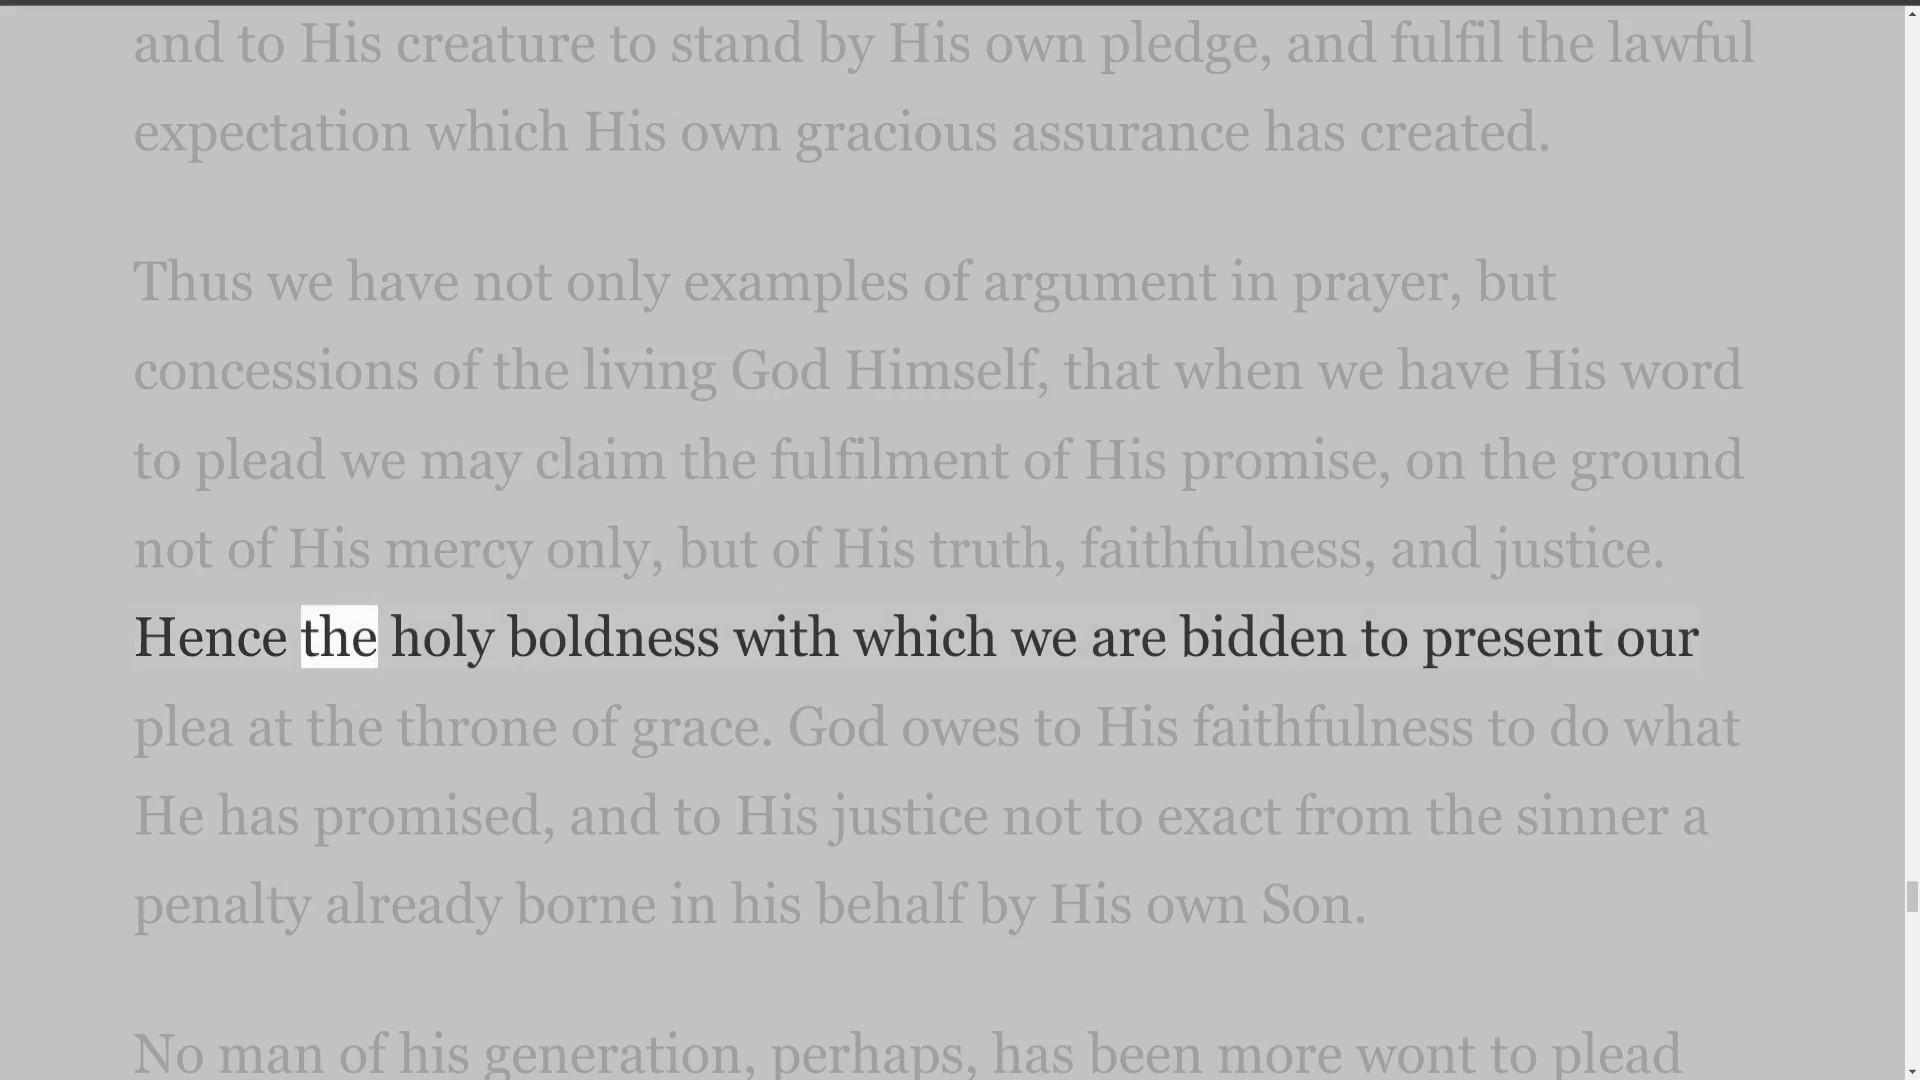 and to His creature to stand by His own pledge, and fulfil the lawful
expectation which His own gracious assurance has created.
Thus we have not only examples of argument in prayer, but
concessions of the living God Himself, that when we have His word
to plead we may claim the fulfilment of His promise, on the ground
not of His mercy only, but of His truth, faithfulness, and justice.
Hence the holy boldness with which we are bidden to present our
plea at the throne of grace. God owes to His faithfulness to do what
He has promised, and to His justice not to exact from the sinner a
penalty already borne in his behalf by His own Son.
No man of his generation, perhaps, has been more wont to plead